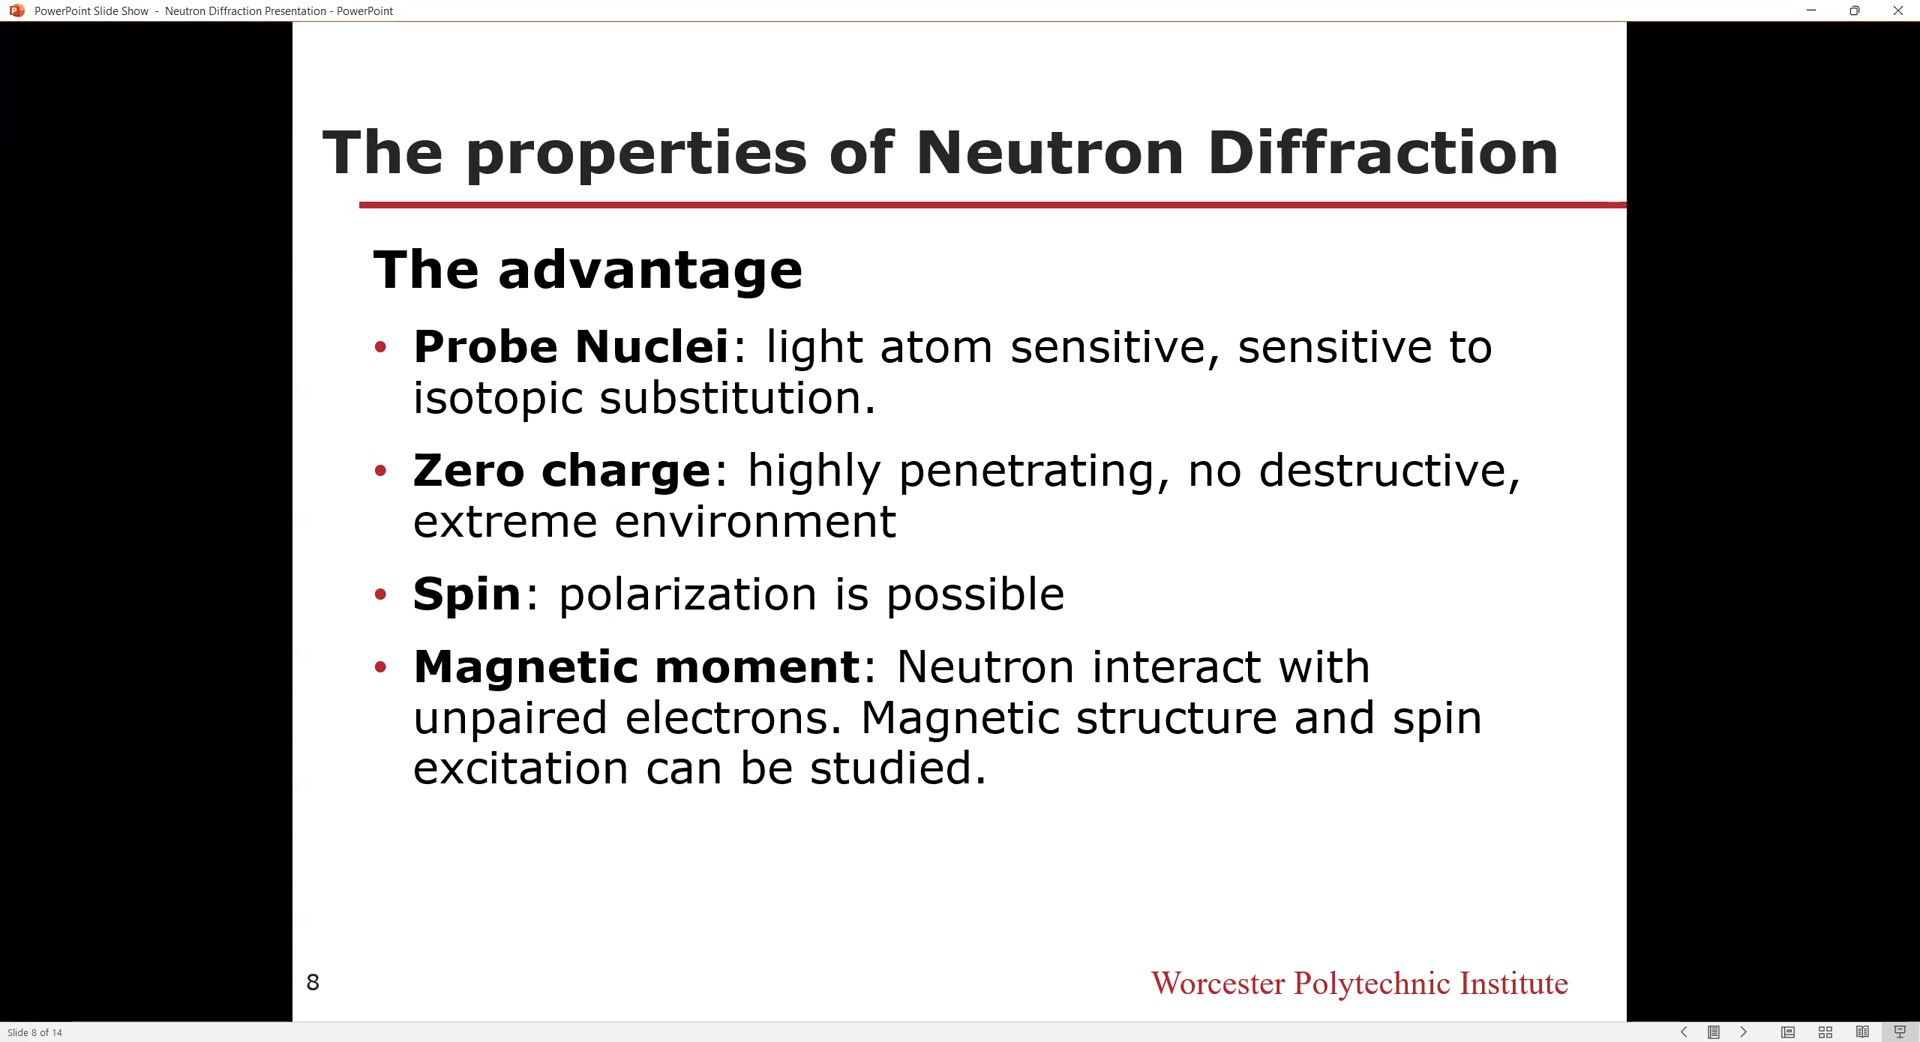 PowerPoint Slide Show - Neutron Diffraction Presentation - PowerPoint
The properties of Neutron Diffraction
The advantage
• Probe Nuclei: light atom sensitive, sensitive to
isotopic substitution.
• Zero charge: highly penetrating, no destructive,
extreme environment
• Spin: polarization is possible
• Magnetic moment: Neutron interact with
unpaired electrons. Magnetic structure and spin
excitation can be studied.
8
Worcester Polytechnic Institute
Slide 8 of 14